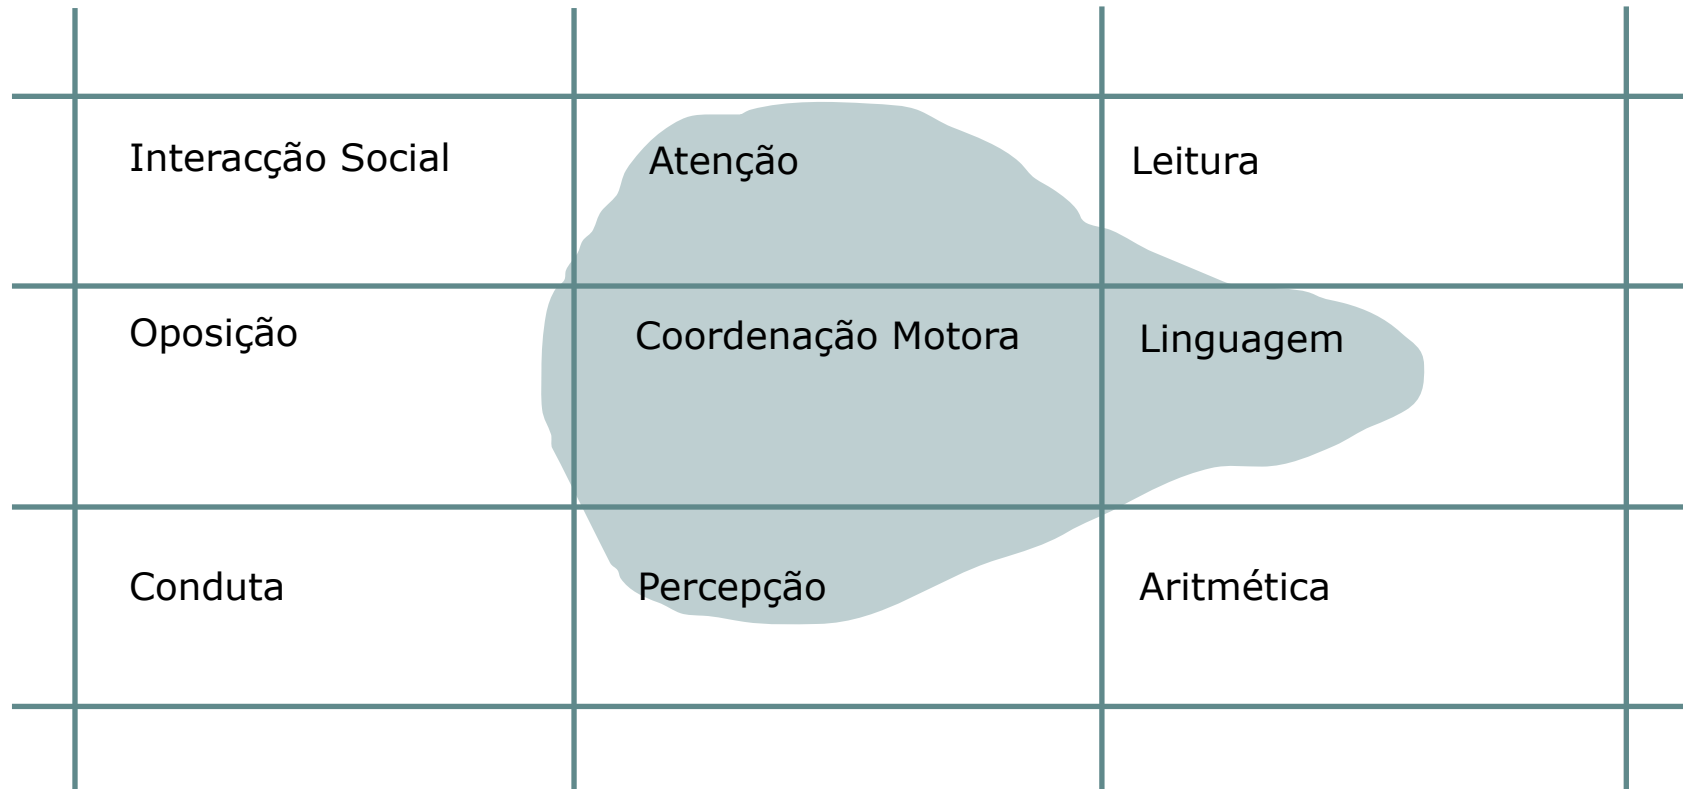 Interacção Social
Atenção
Leitura
Oposição
Coordenação Motora
Linguagem
Conduta
Percepção
Aritmética